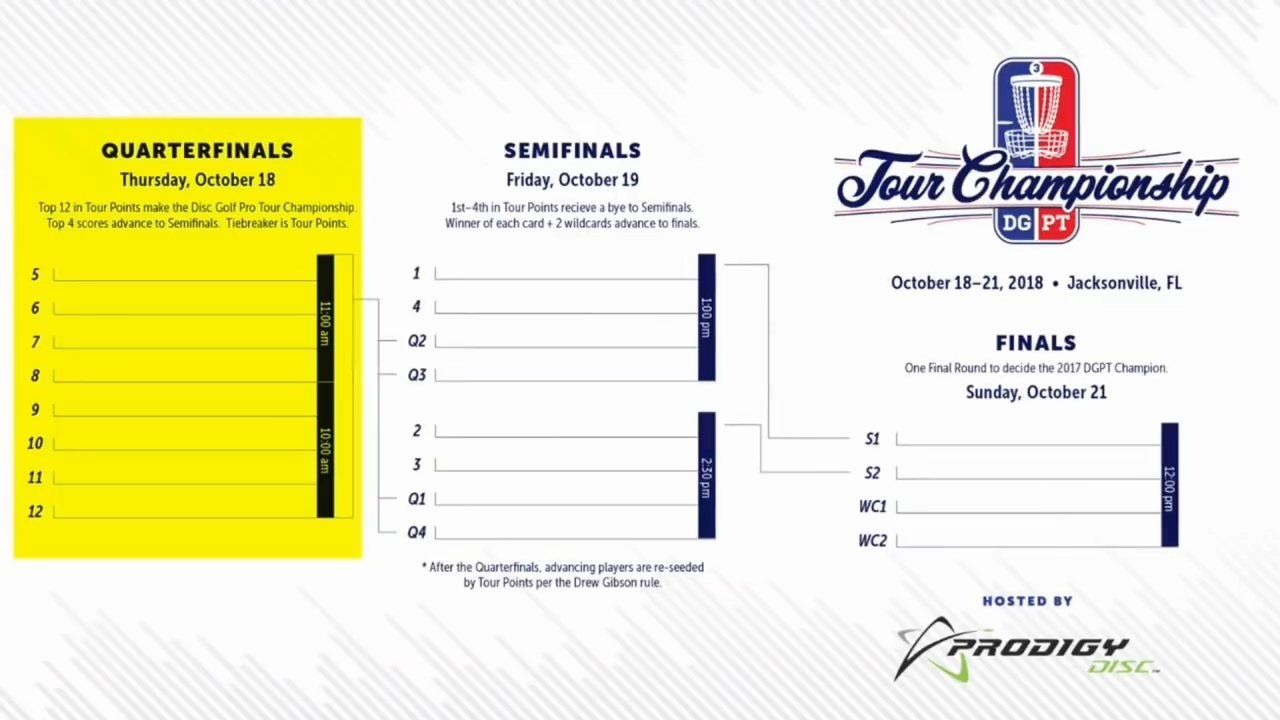 QUARTERFINALS
Thursday, October 18
Top 12 in Tour Points make the Disc Golf Pro Tour Championship.
Top 4 scores advance to Semifinals. Tiebreaker is Tour Points.
5
6
7
8
11:00 am
9
10
11
12
10:00 am
SEMIFINALS
Friday, October 19
1st–4th in Tour Points recieve a bye to Semifinals.
Winner of each card + 2 wildcards advance to finals.
1
4
Q2
Q3
1:00 pm
2
3
Q1
Q4
2:30 pm
* After the Quarterfinals, advancing players are re-seeded
by Tour Points per the Drew Gibson rule.
3
Tour Championship
DG PT
October 18–21, 2018 • Jacksonville, FL
FINALS
One Final Round to decide the 2017 DGPT Champion.
Sunday, October 21
S1
S2
WC1
WC2
12:00 pm
HOSTED BY
PRODIGY
DISC™